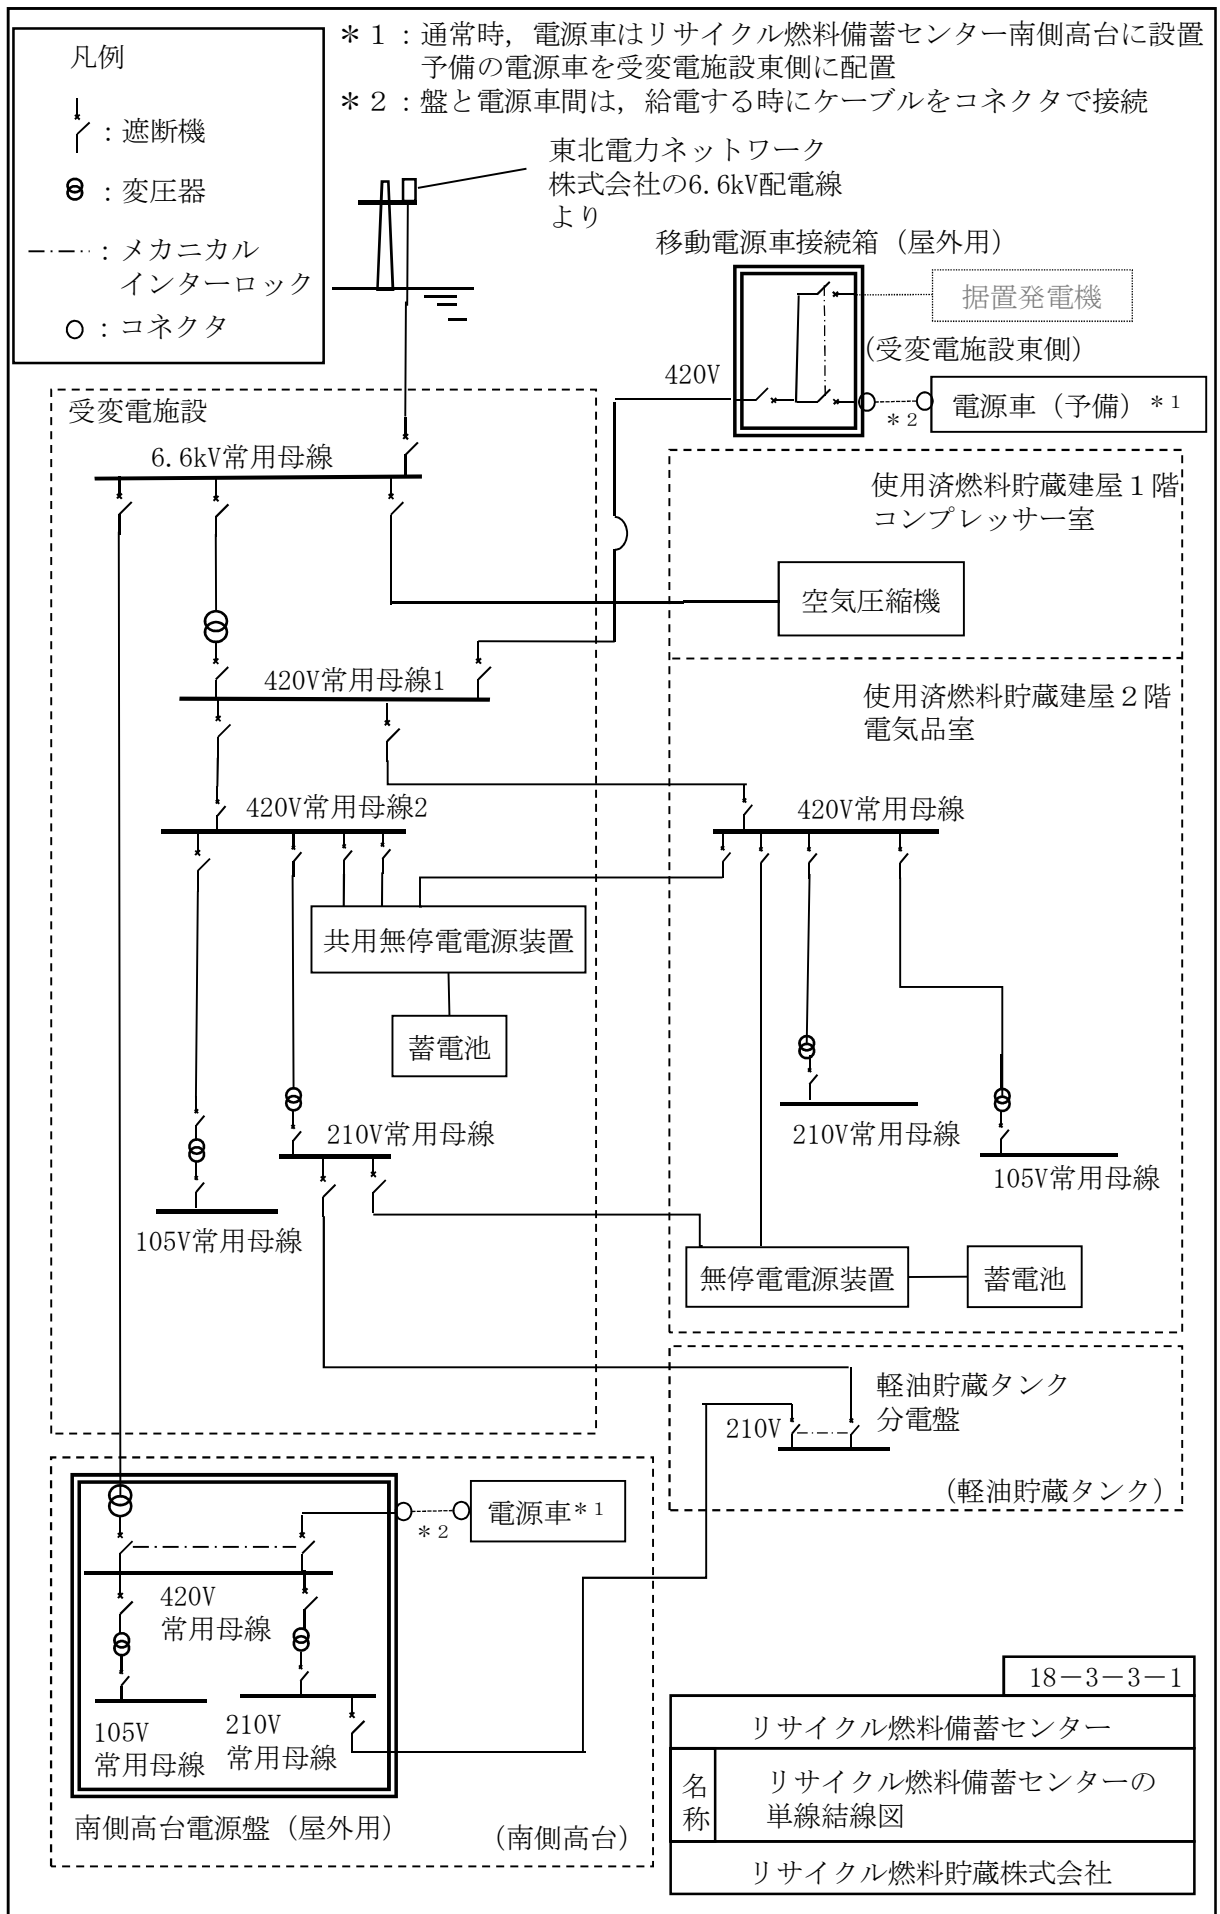 凡例
：遮断機
：変圧器
：メカニカル
インターロック
：コネクタ
＊１：通常時，電源車はリサイクル燃料備蓄センター南側高台に設置
予備の電源車を受変電施設東側に配置
＊２：盤と電源車間は，給電する時にケーブルをコネクタで接続
東北電力ネットワーク
株式会社の6.6kV配電線
より
移動電源車接続箱（屋外用）
据置発電機
（受変電施設東側）
420V
電源車（予備）＊１
＊２
受変電施設
6.6kV常用母線
使用済燃料貯蔵建屋１階
コンプレッサー室
空気圧縮機
420V常用母線1
使用済燃料貯蔵建屋２階
電気品室
420V常用母線2
420V常用母線
共用無停電電源装置
蓄電池
210V常用母線
210V常用母線
105V常用母線
105V常用母線
無停電電源装置
蓄電池
軽油貯蔵タンク
分電盤
210V
（軽油貯蔵タンク）
電源車＊１
＊２
420V
常用母線
105V
常用母線
210V
常用母線
南側高台電源盤（屋外用）
（南側高台）
18－3－3－1
リサイクル燃料備蓄センター
名称
リサイクル燃料備蓄センターの
単線結線図
リサイクル燃料貯蔵株式会社